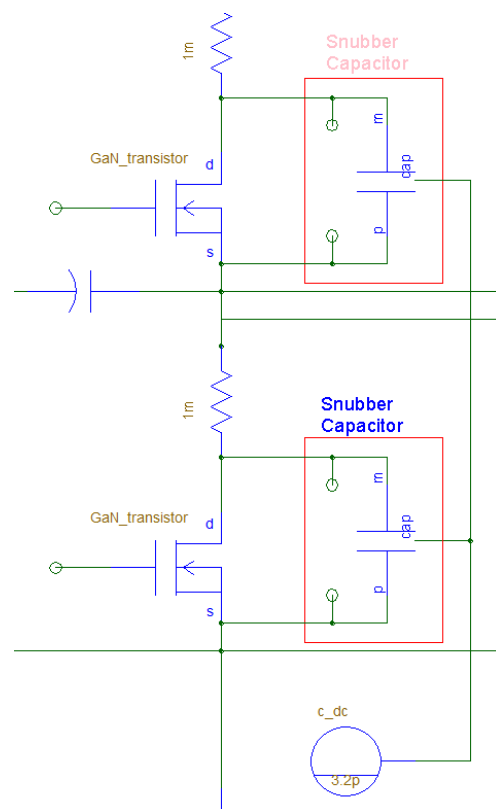 1m
Snubber
Capacitor
GaN_transistor
d
s
m
cap
p
1m
Snubber
Capacitor
GaN_transistor
d
s
m
cap
p
c_dc
3.2p